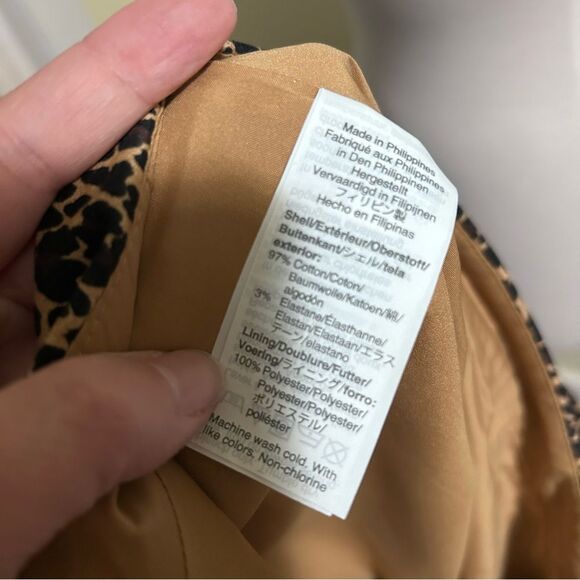 Made in Philippines
Fabriqué aux Philippines
in Den Philippinen
Hergestellt
Vervaardigd in Filipijnen
フィリピン製
Hecho en Filipinas
Shell/Extérieur/Oberstoff/
Buitenkant/シェル/tela
exterior:
97% Cotton/Coton/
Baumwolle/Katoen/綿/
algodón
3% Elastane/Élasthanne/
Elastan/Elastaan/エラス
テーン/elastano
Lining/Doublure/Futter/
Voering/ライニング/forro:
100% Polyester/Polyester/
Polyester/Polyester/
ポリエステル/
poliéster
Machine wash cold. With
like colors. Non-chlorine